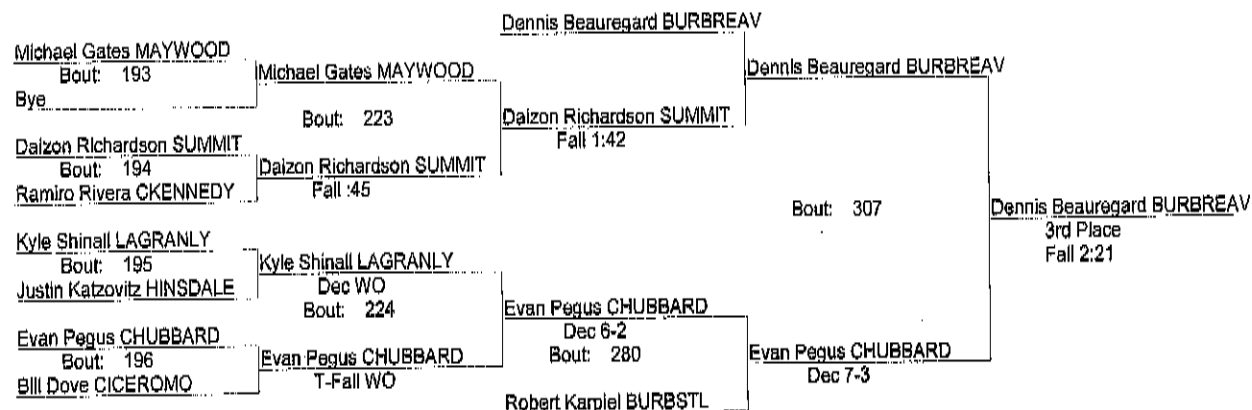 Dennis Beauregard BURBREAV
Michael Gates MAYWOOD
Bout: 193
Bye
Michael Gates MAYWOOD
Dennis Beauregard BURBREAV
Bout: 223
Daizon Richardson SUMMIT
Fall 1:42
Daizon Richardson SUMMIT
Bout: 194
Ramiro Rivera CKENNEDY
Daizon Richardson SUMMIT
Fall :45
Bout: 307
Dennis Beauregard BURBREAV
3rd Place
Fall 2:21
Kyle Shinall LAGRANLY
Bout: 195
Justin Katzovitz HINSDALE
Kyle Shinall LAGRANLY
Dec WO
Bout: 224
Evan Pegus CHUBBARD
Dec 6-2
Bout: 280
Evan Pegus CHUBBARD
Bout: 196
Bill Dove CICEROMO
Evan Pegus CHUBBARD
T-Fall WO
Evan Pegus CHUBBARD
Dec 7-3
Robert Karpiel BURBSTL